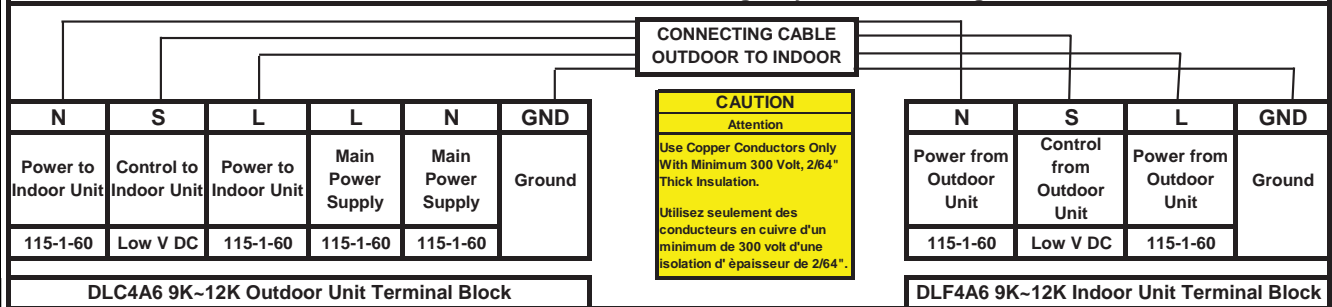 CONNECTING CABLE
OUTDOOR TO INDOOR
N S L L N GND
Power to Indoor Unit
Control to Indoor Unit
Power to Indoor Unit
Main Power Supply
Main Power Supply
Ground
115-1-60 Low V DC 115-1-60 115-1-60 115-1-60
DLC4A6 9K~12K Outdoor Unit Terminal Block
CAUTION
Attention
Use Copper Conductors Only
With Minimum 300 Volt, 2/64"
Thick Insulation.
Utilisez seulement des
conducteurs en cuivre d'un
minimum de 300 volt d'une
isolation d' èpaisseur de 2/64".
N S L GND
Power from Outdoor Unit
Control from Outdoor Unit
Power from Outdoor Unit
Ground
115-1-60 Low V DC 115-1-60
DLF4A6 9K~12K Indoor Unit Terminal Block